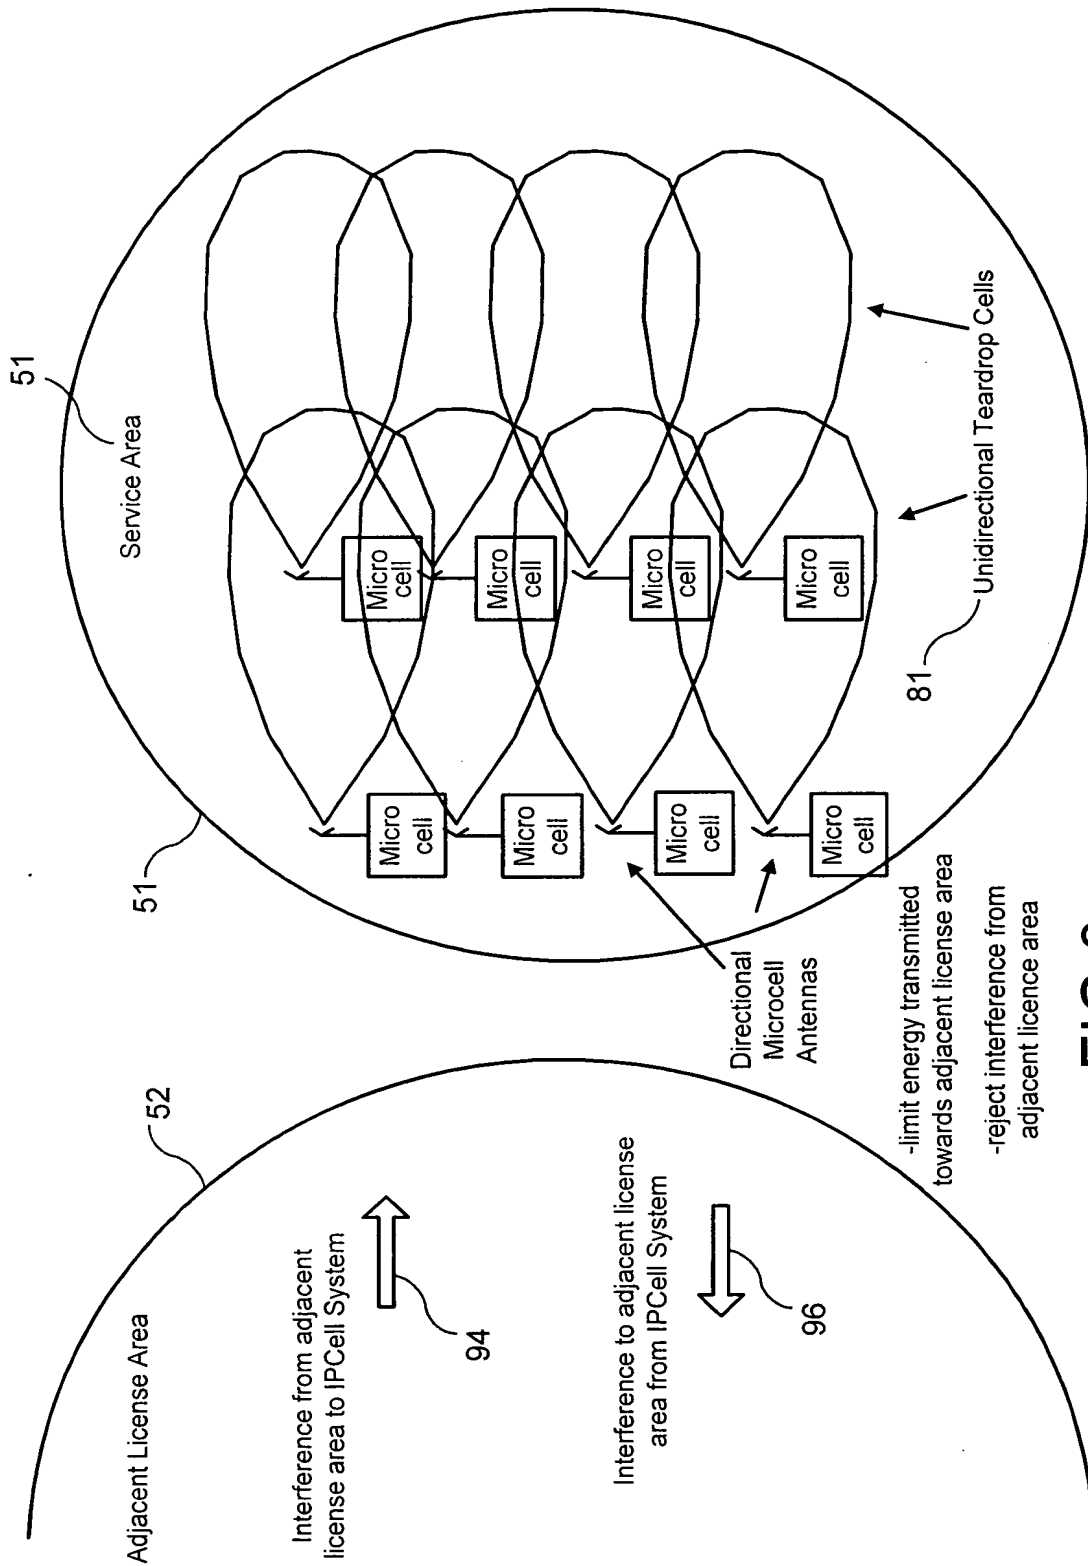 Adjacent License Area
52
Interference from adjacent
license area to IPCell System
94
Interference to adjacent license
area from IPCell System
96
51
51
Service Area
Micro
cell
Micro
cell
Micro
cell
Micro
cell
Micro
cell
Micro
cell
Micro
cell
Micro
cell
Directional
Microcell
Antennas
81
Unidirectional Teardrop Cells
-limit energy transmitted
towards adjacent license area
-reject interference from
adjacent licence area